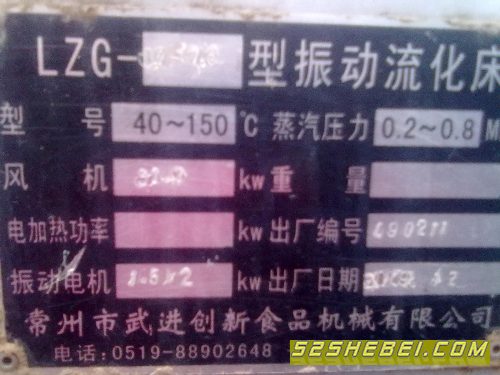 LZG- 型振动流化床
型 号 40～150 ℃ 蒸汽压力 0.2～0.8 M
风 机 kw 重 量
电加热功率 kw 出厂编号
振动电机 kw 出厂日期
常州市武进创新食品机械有限公司
电话：0519-88902648
52SHEBEI.COM